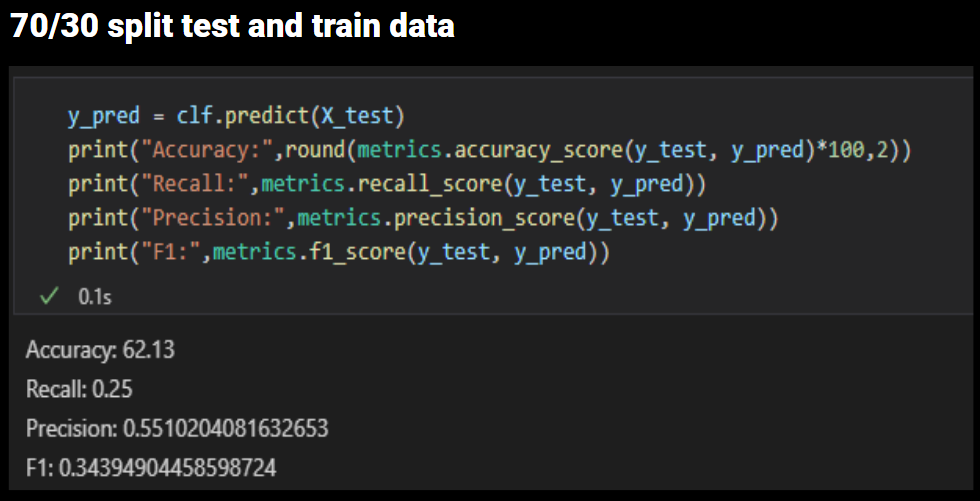 70/30 split test and train data
y_pred = clf.predict(X_test)
print("Accuracy:",round(metrics.accuracy_score(y_test, y_pred)*100,2))
print("Recall:",metrics.recall_score(y_test, y_pred))
print("Precision:",metrics.precision_score(y_test, y_pred))
print("F1:",metrics.f1_score(y_test, y_pred))
✓ 0.1s
Accuracy: 62.13
Recall: 0.25
Precision: 0.5510204081632653
F1: 0.34394904458598724